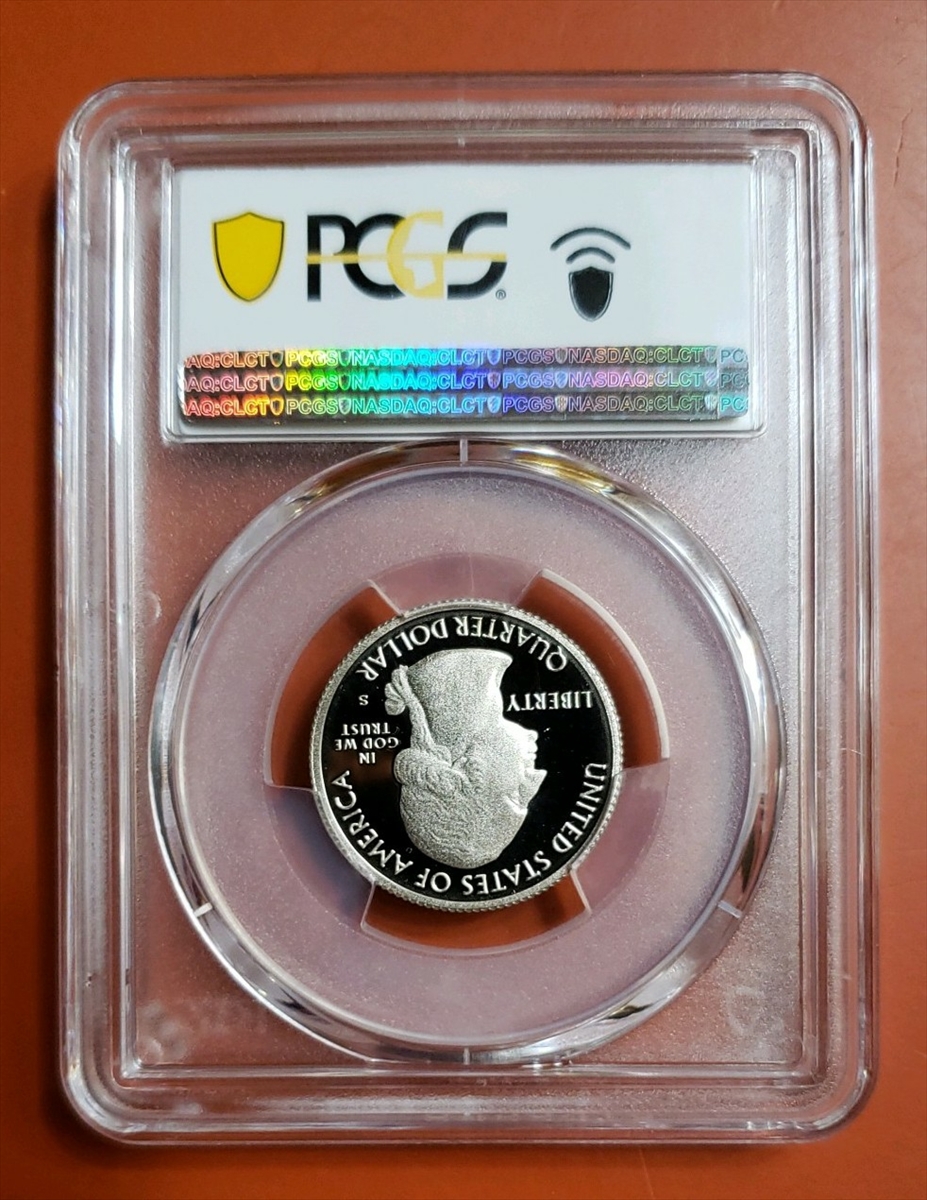 PCGS®
AQ:CLCT PCGS NASDAQ:CLCT PCGS NASDAQ:CLCT PC
AQ:CLCT PCGS NASDAQ:CLCT PCGS NASDAQ:CLCT PC
AQ:CLCT PCGS NASDAQ:CLCT PCGS NASDAQ:CLCT PC
UNITED STATES OF AMERICA
IN
GOD WE
TRUST
LIBERTY
S
QUARTER DOLLAR